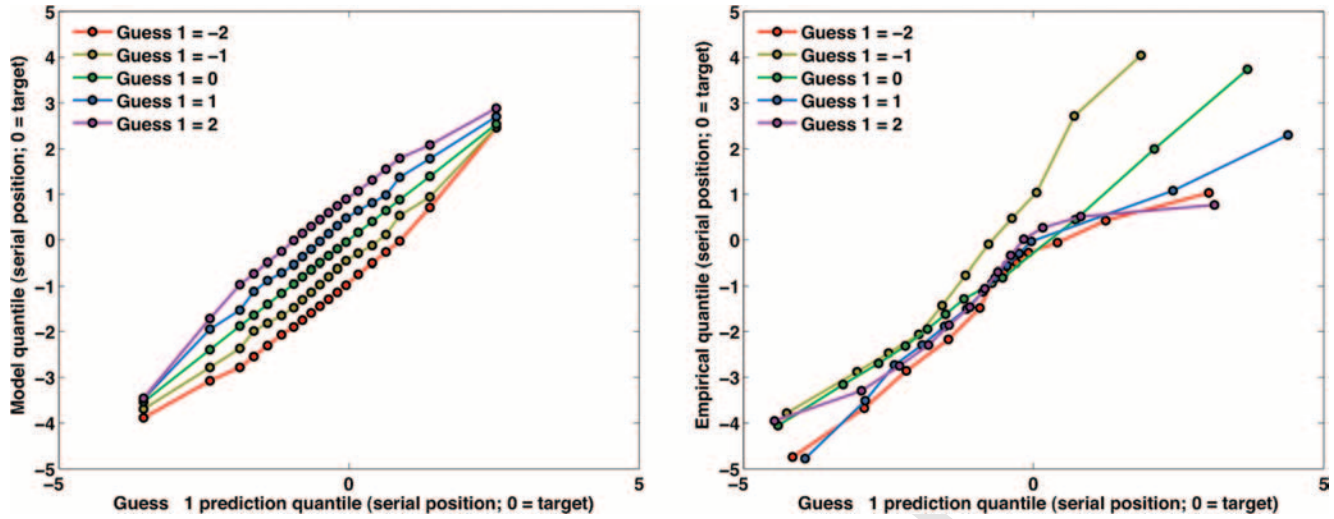 5
4
3
2
1
0
−1
−2
−3
−4
−5
−5
0
5
Model quantile (serial position; 0 = target)
Guess 1 prediction quantile (serial position; 0 = target)
Guess 1 = −2
Guess 1 = −1
Guess 1 = 0
Guess 1 = 1
Guess 1 = 2
5
4
3
2
1
0
−1
−2
−3
−4
−5
−5
0
5
Empirical quantile (serial position; 0 = target)
Guess 1 prediction quantile (serial position; 0 = target)
Guess 1 = −2
Guess 1 = −1
Guess 1 = 0
Guess 1 = 1
Guess 1 = 2